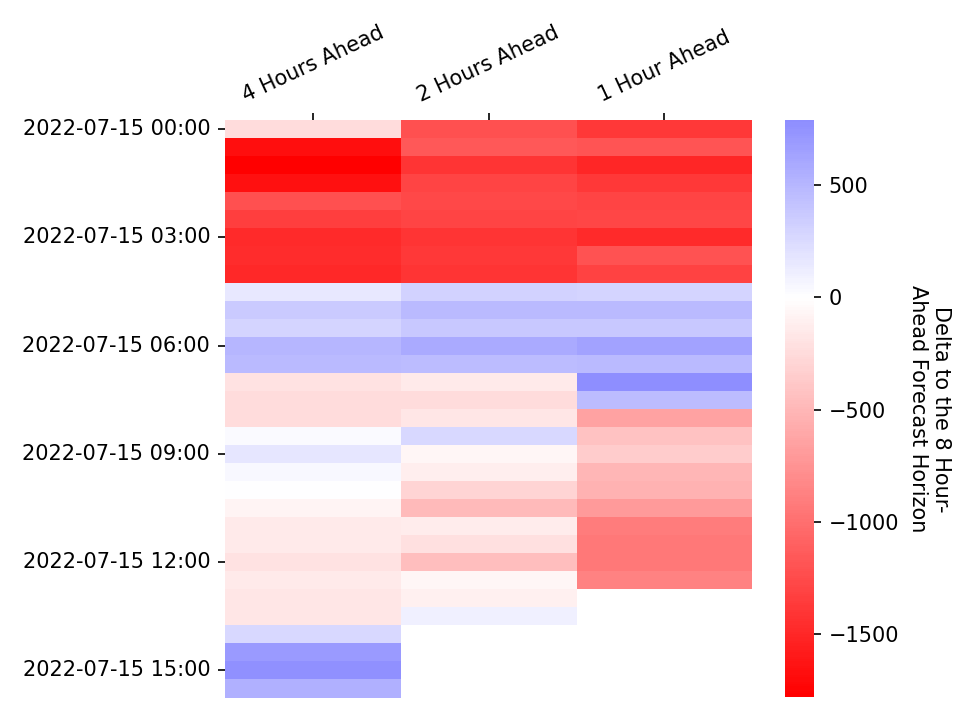 4 Hours Ahead
2 Hours Ahead
1 Hour Ahead
2022-07-15 00:00
2022-07-15 03:00
2022-07-15 06:00
2022-07-15 09:00
2022-07-15 12:00
2022-07-15 15:00
500
0
−500
−1000
−1500
Delta to the 8 Hour-
Ahead Forecast Horizon